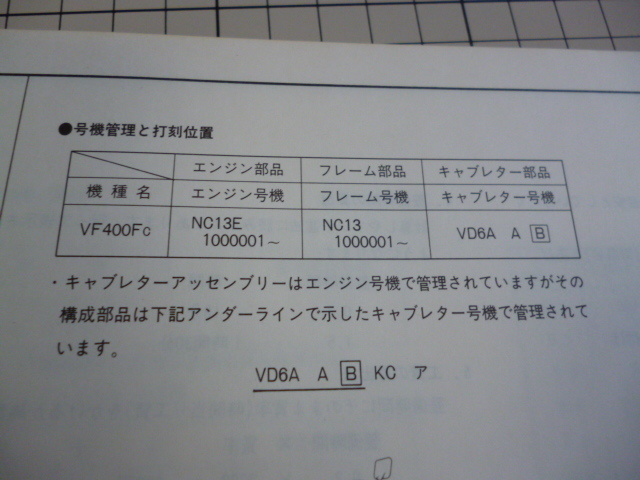 ●号機管理と打刻位置
エンジン部品 フレーム部品 キャブレター部品
機種名 エンジン号機 フレーム号機 キャブレター号機
VF400Fc NC13E 1000001～ NC13 1000001～ VD6A A B
・キャブレターアッセンブリーはエンジン号機で管理されていますがその
構成部品は下記アンダーラインで示したキャブレター号機で管理されて
います。
VD6A A B KC ア